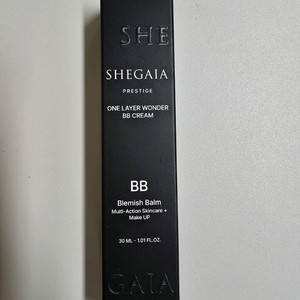 SHE
SHEGAIA
PRESTIGE
ONE LAYER WONDER
BB CREAM
BB
Blemish Balm
Multi-Action Skincare +
Make UP
30 ML - 1.01 FL.OZ.
GAIA